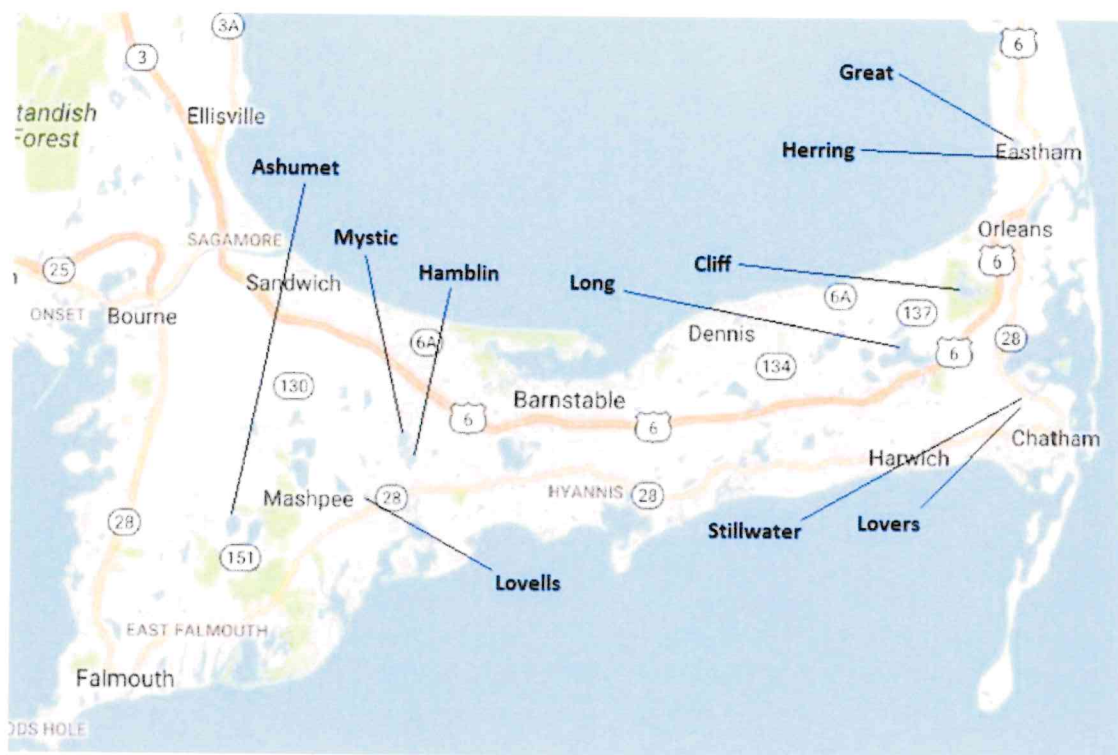 3A
6
3
Great
tandish
Forest
Ellisville
Herring
Eastham
Ashumet
Orleans
SAGAMORE
Mystic
6
25
Cliff
Hamblin
Sandwich
Long
6A
137
ONSET
Bourne
Dennis
28
6A
6
134
130
Barnstable
6
6
Chatham
Harwich
Mashpee
28
HYANNIS
28
28
Stillwater
Lovers
151
Lovells
EAST FALMOUTH
Falmouth
ODS HOLE